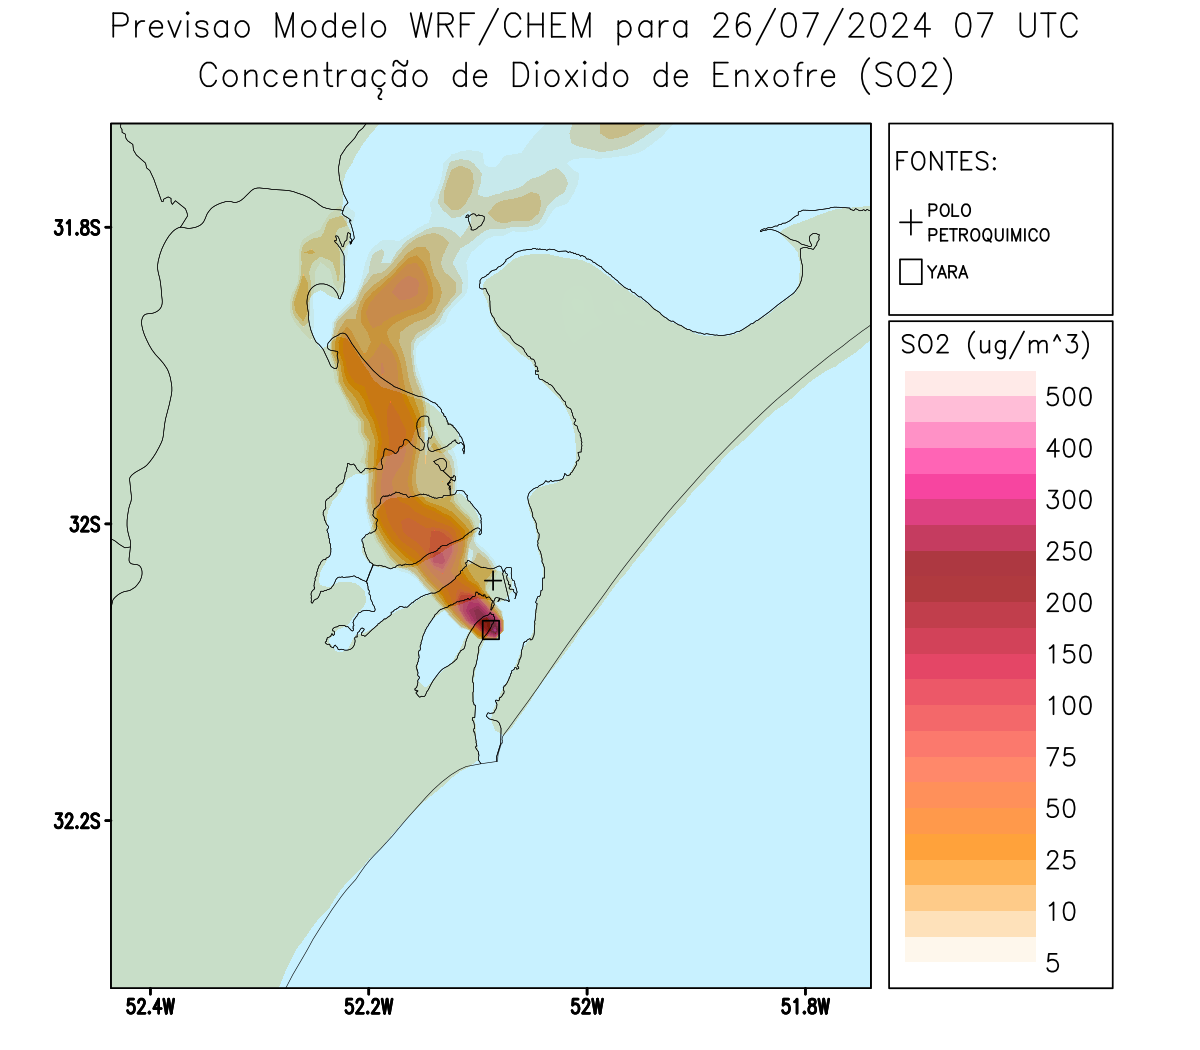 Previsao Modelo WRF/CHEM para 26/07/2024 07 UTC
Concentração de Dioxido de Enxofre (SO2)
FONTES:
POLO
PETROQUIMICO
YARA
SO2 (ug/m^3)
500
400
300
250
200
150
100
75
50
25
10
5
31.8S
32S
32.2S
52.4W
52.2W
52W
51.8W